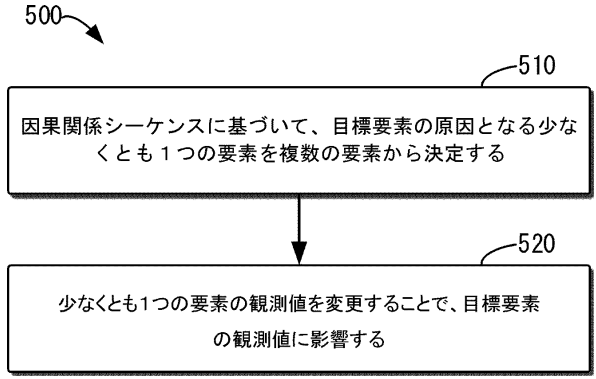 500
510
因果関係シーケンスに基づいて、目標要素の原因となる少な
くとも１つの要素を複数の要素から決定する
520
少なくとも1つの要素の観測値を変更することで、目標要素
の観測値に影響する